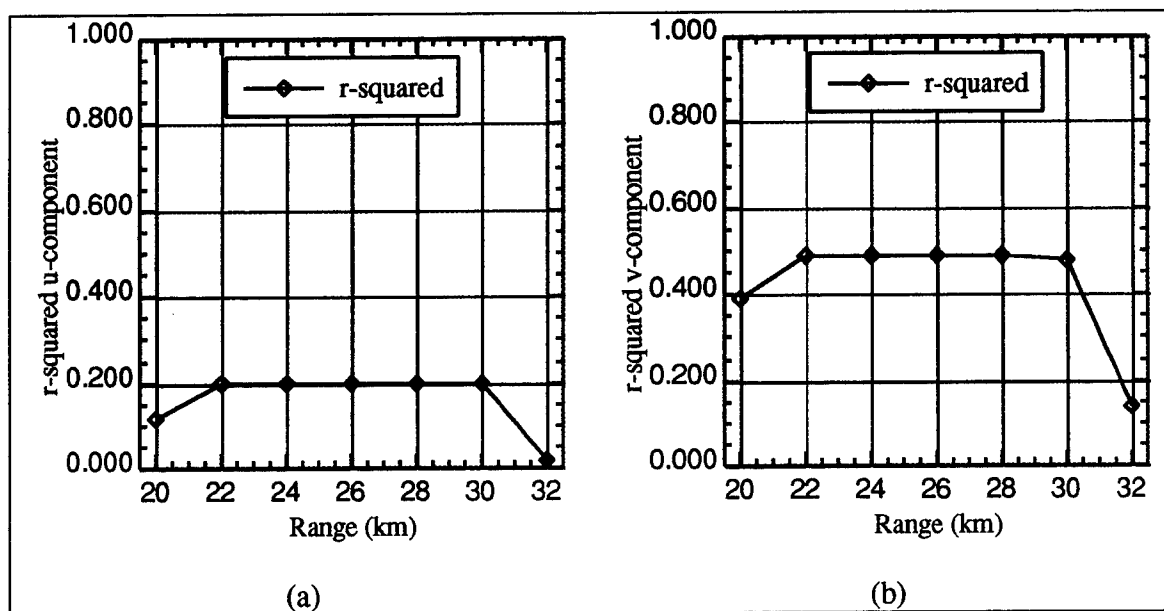 1.000
0.800
0.600
0.400
0.200
0.000
r-squared u-component
r-squared
20 22 24 26 28 30 32
Range (km)
(a)
1.000
0.800
0.600
0.400
0.200
0.000
r-squared v-component
r-squared
20 22 24 26 28 30 32
Range (km)
(b)